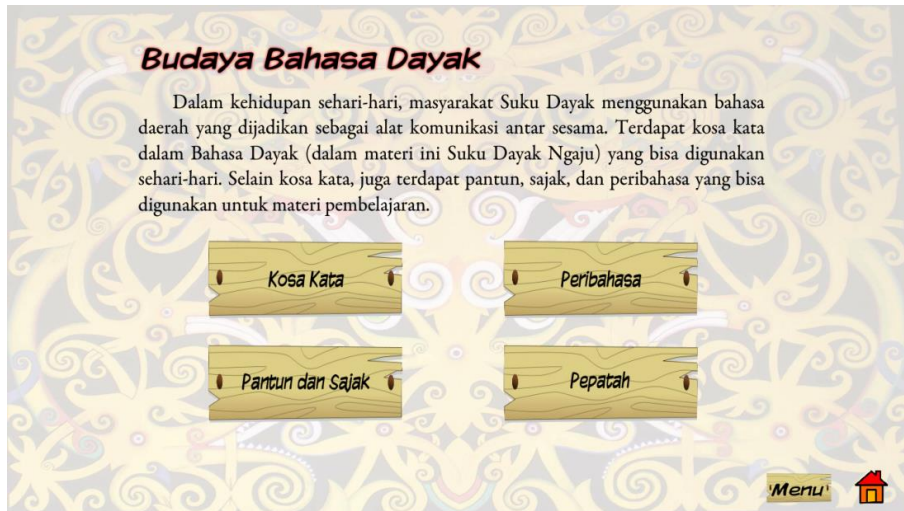 Budaya Bahasa Dayak
Dalam kehidupan sehari-hari, masyarakat Suku Dayak menggunakan bahasa
daerah yang dijadikan sebagai alat komunikasi antar sesama. Terdapat kosa kata
dalam Bahasa Dayak (dalam materi ini Suku Dayak Ngaju) yang bisa digunakan
sehari-hari. Selain kosa kata, juga terdapat pantun, sajak, dan peribahasa yang bisa
digunakan untuk materi pembelajaran.
Kosa Kata
Peribahasa
Pantun dan Sajak
Pepatah
Menu